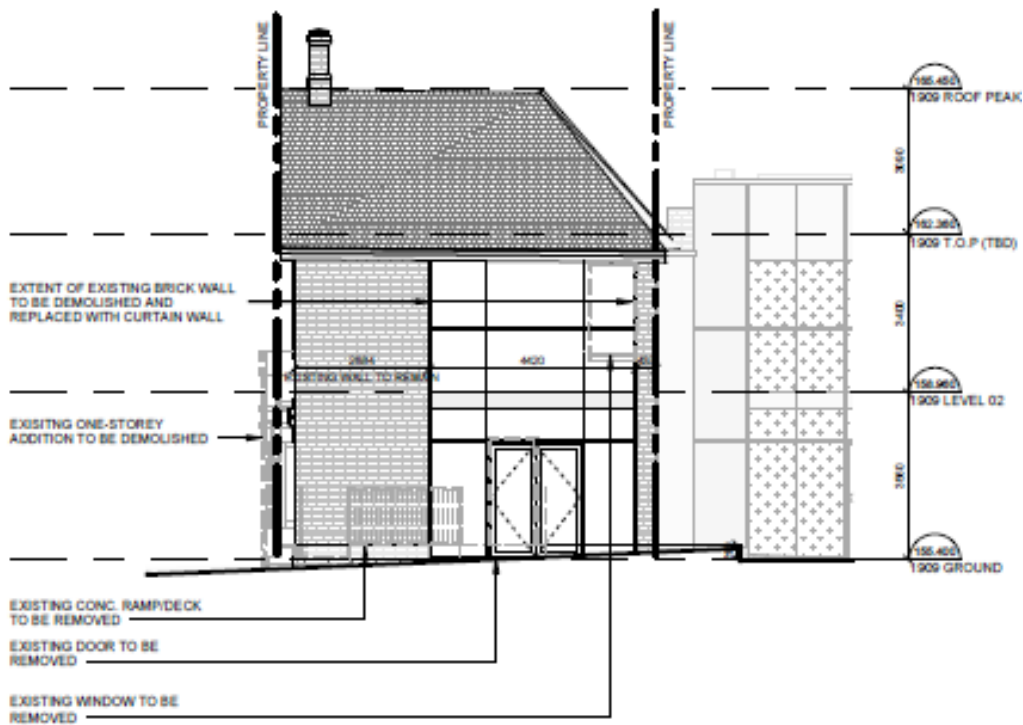 PROPERTY LINE
PROPERTY LINE
165.450
1909 ROOF PEAK
3090
162.360
1909 T.O.P (TBD)
EXTENT OF EXISTING BRICK WALL
TO BE DEMOLISHED AND
REPLACED WITH CURTAIN WALL
3400
2884
4420
EXISTING WALL TO REMAIN
158.960
1909 LEVEL 02
EXISITNG ONE-STOREY
ADDITION TO BE DEMOLISHED
155.400
1909 GROUND
EXISTING CONC. RAMP/DECK
TO BE REMOVED
EXISTING DOOR TO BE
REMOVED
EXISTING WINDOW TO BE
REMOVED